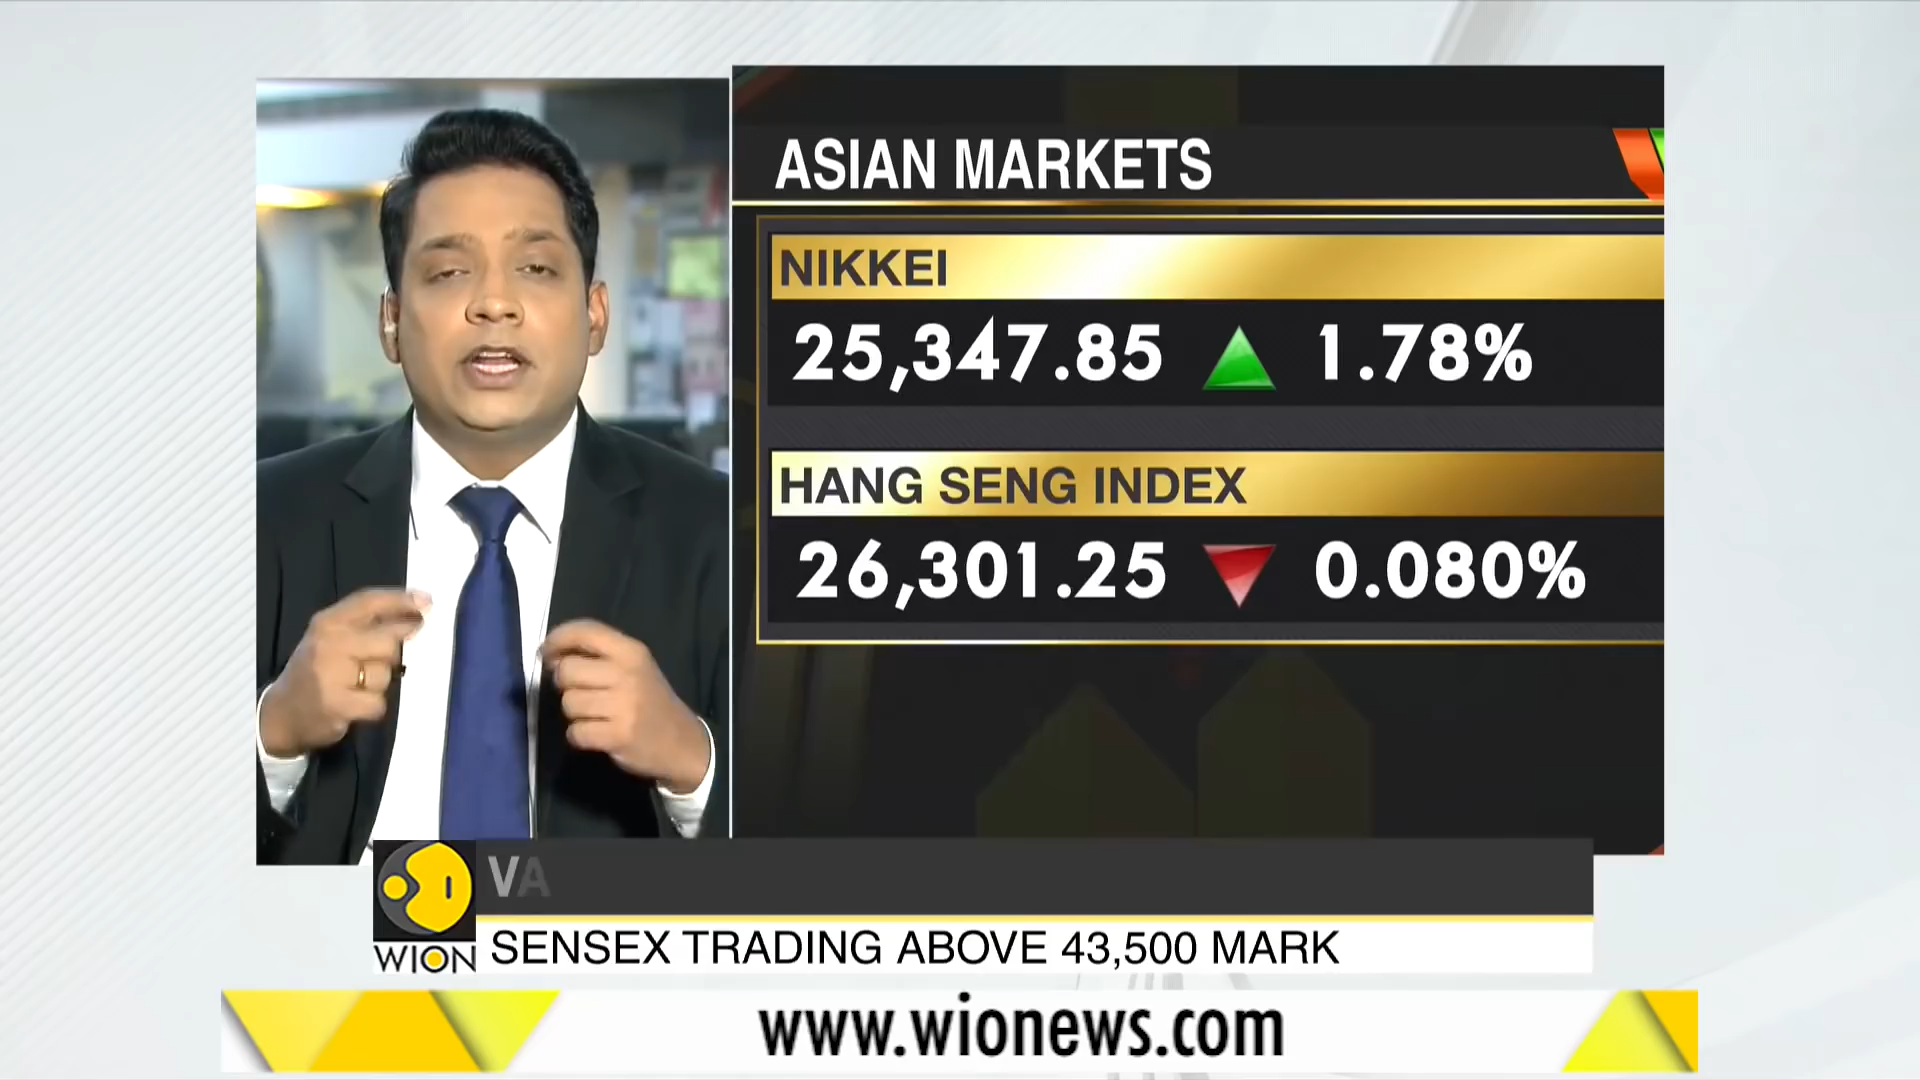 ASIAN MARKETS
NIKKEI
25,347.85 1.78%
HANG SENG INDEX
26,301.25 0.080%
VA
WION
SENSEX TRADING ABOVE 43,500 MARK
www.wionews.com